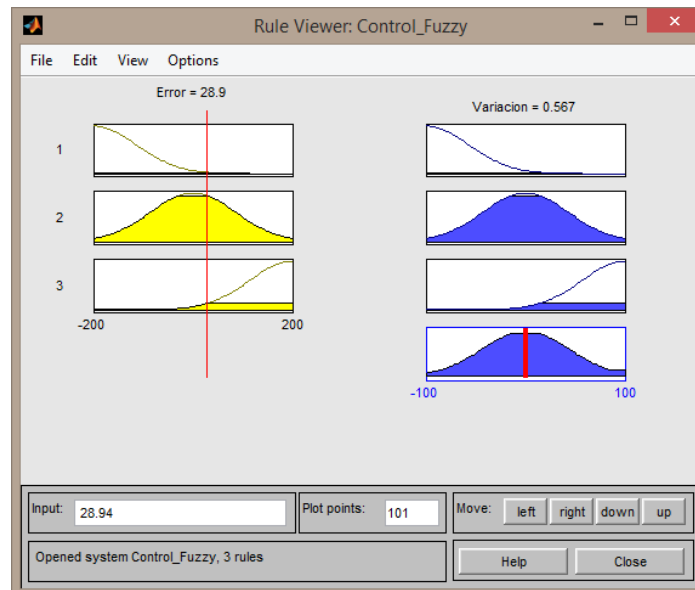 Rule Viewer: Control_Fuzzy
File Edit View Options
Error = 28.9
Variacion = 0.567
1
2
3
-200 200
-100 100
Input: 28.94
Plot points: 101
Move: left right down up
Opened system Control_Fuzzy, 3 rules
Help Close